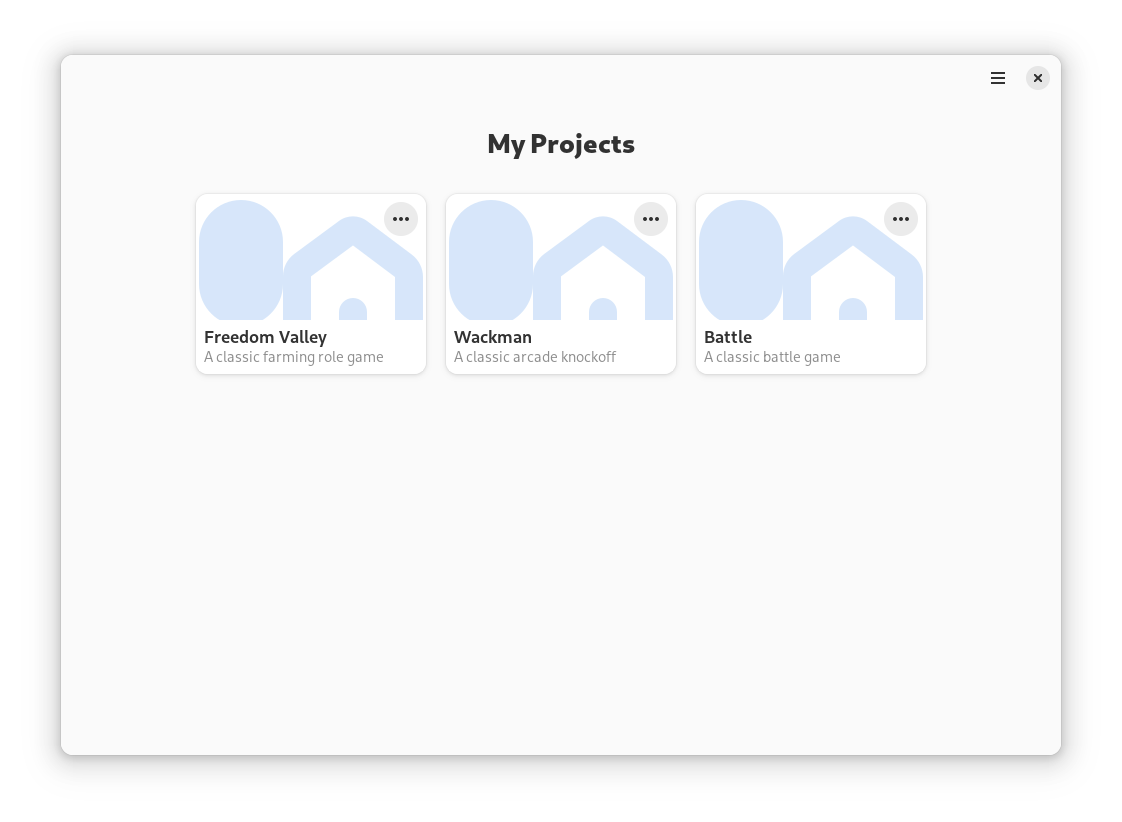 My Projects
Freedom Valley
A classic farming role game
Wackman
A classic arcade knockoff
Battle
A classic battle game